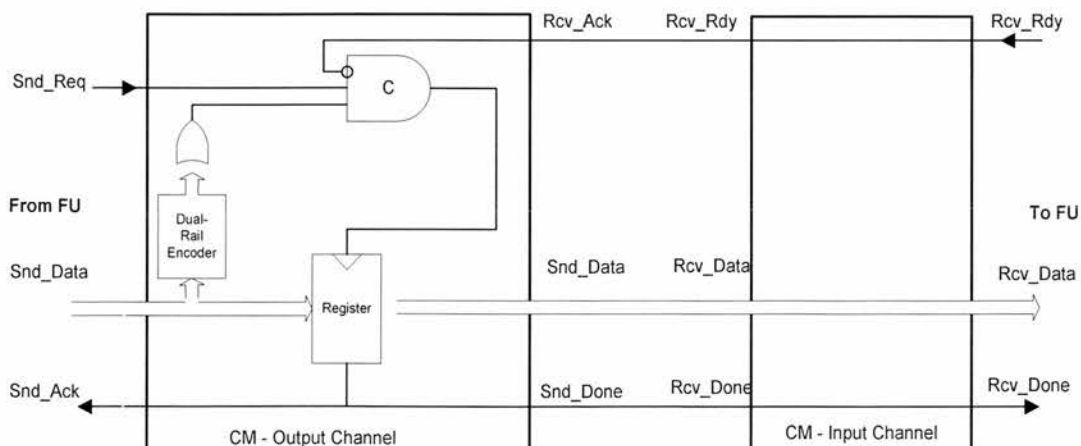 Rcv_Ack Rcv_Rdy Rcv_Rdy
Snd_Req
C
From FU
Dual-
Rail
Encoder
To FU
Snd_Data
Snd_Data Rcv_Data
Rcv_Data
Register
Snd_Ack
Snd_Done Rcv_Done
Rcv_Done
CM - Output Channel
CM - Input Channel